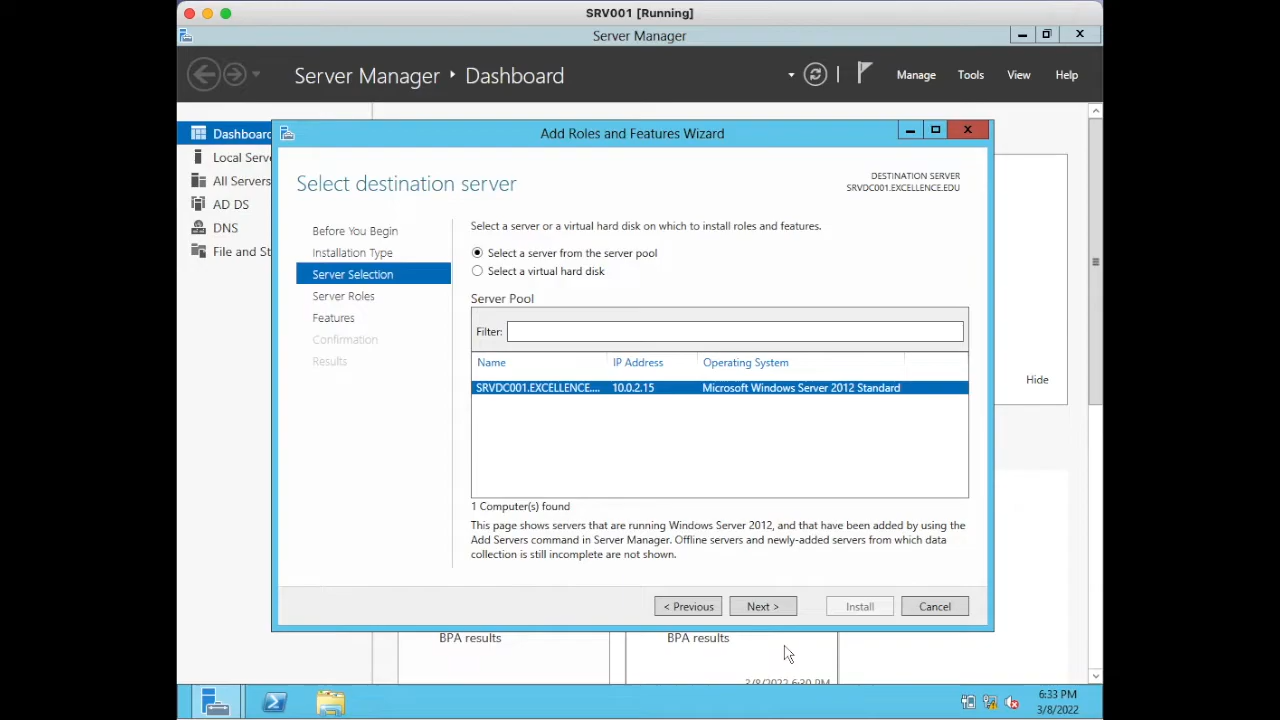 SRV001 [Running]
Server Manager
Server Manager ‣ Dashboard
Manage
Tools
View
Help
Dashboard
Local Serve
All Servers
AD DS
DNS
File and St
Add Roles and Features Wizard
Select destination server
DESTINATION SERVER
SRVDC001.EXCELLENCE.EDU
Before You Begin
Installation Type
Server Selection
Server Roles
Features
Confirmation
Results
Select a server or a virtual hard disk on which to install roles and features.
Select a server from the server pool
Select a virtual hard disk
Server Pool
Filter:
Name IP Address Operating System
SRVDC001.EXCELLENCE.... 10.0.2.15 Microsoft Windows Server 2012 Standard
1 Computer(s) found
This page shows servers that are running Windows Server 2012, and that have been added by using the
Add Servers command in Server Manager. Offline servers and newly-added servers from which data
collection is still incomplete are not shown.
< Previous
Next >
Install
Cancel
Hide
BPA results
BPA results
3/8/2022 6:30 PM
6:33 PM
3/8/2022